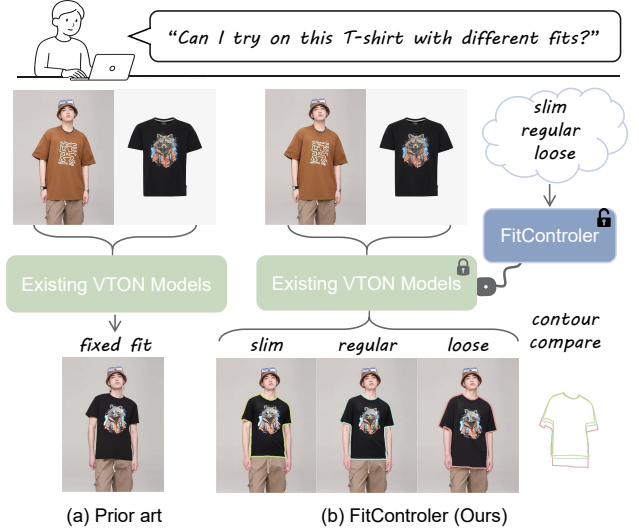 “Can I try on this T-shirt with different fits?”
slim
regular
loose
FitControler
Existing VTON Models
Existing VTON Models
fixed fit
slim regular loose
contour
compare
(a) Prior art
(b) FitControler (Ours)